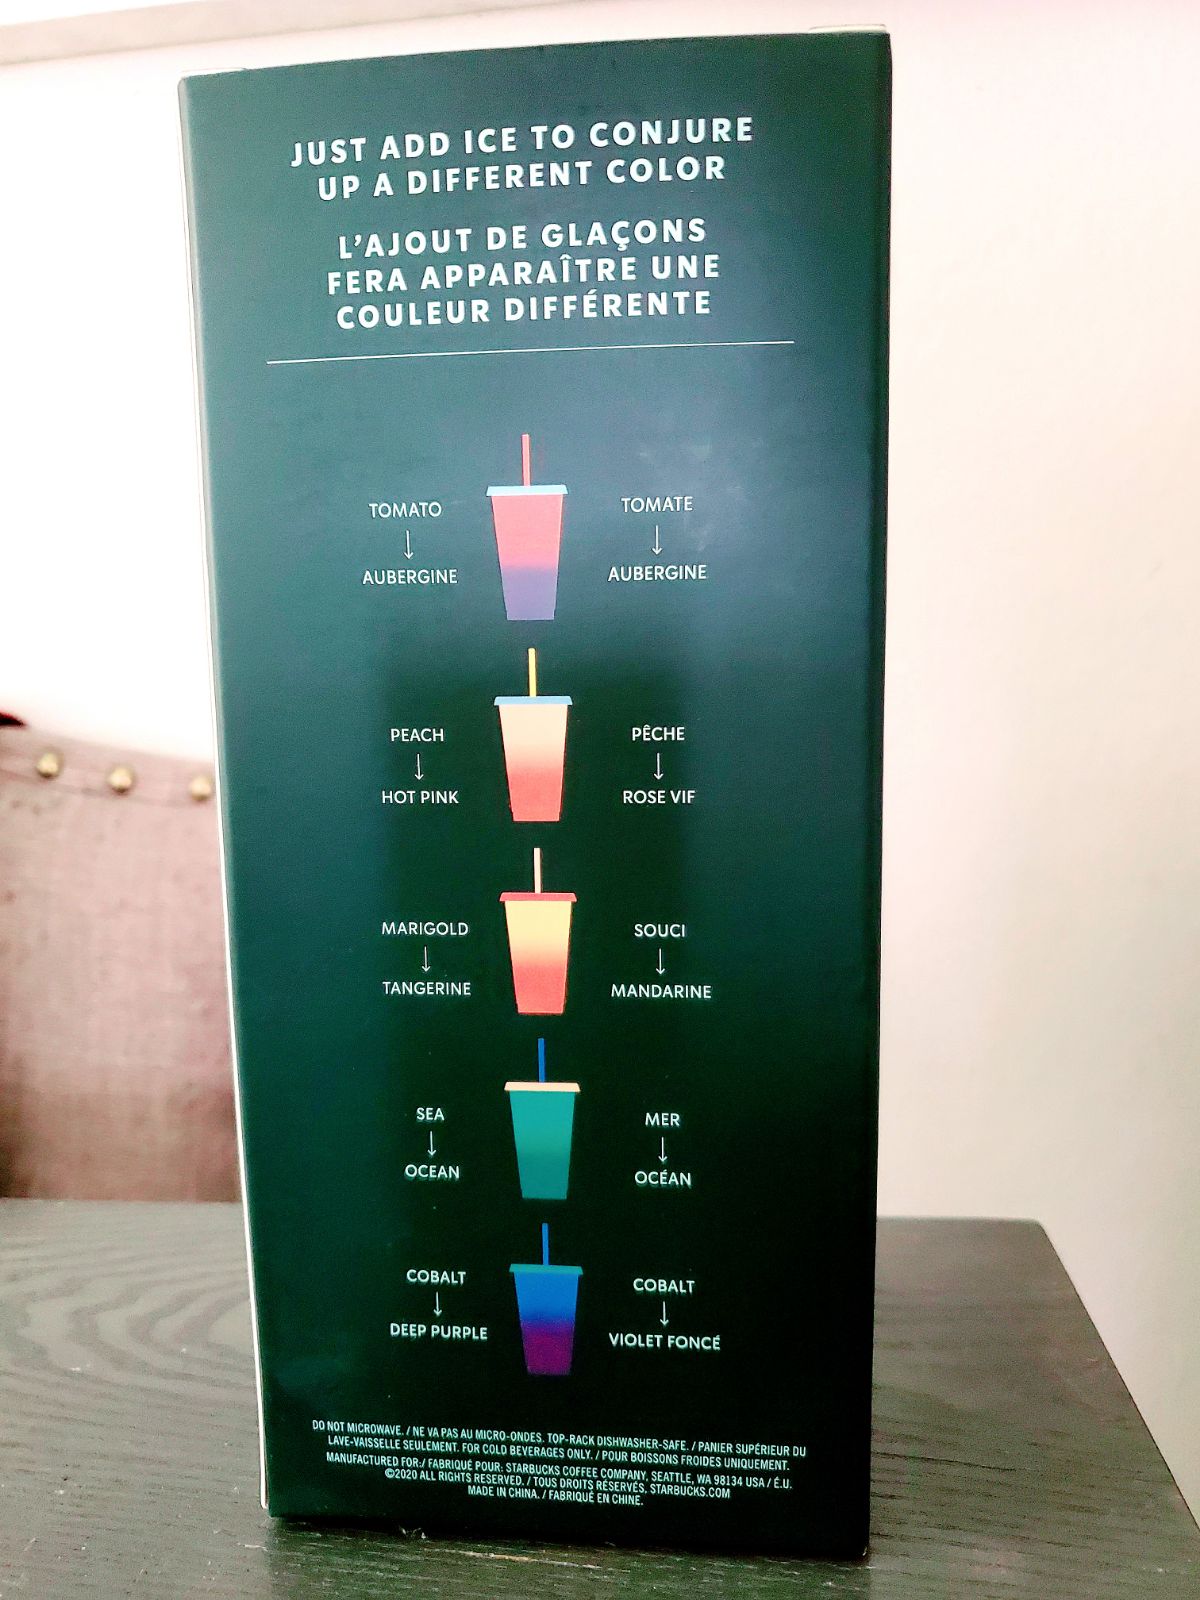 JUST ADD ICE TO CONJURE
UP A DIFFERENT COLOR
L'AJOUT DE GLAÇONS
FERA APPARAÎTRE UNE
COULEUR DIFFÉRENTE
TOMATO
↓
AUBERGINE
TOMATE
↓
AUBERGINE
PEACH
↓
HOT PINK
PÊCHE
↓
ROSE VIF
MARIGOLD
↓
TANGERINE
SOUCI
↓
MANDARINE
SEA
↓
OCEAN
MER
↓
OCÉAN
COBALT
↓
DEEP PURPLE
COBALT
↓
VIOLET FONCÉ
DO NOT MICROWAVE. / NE VA PAS AU MICRO-ONDES. TOP-RACK DISHWASHER-SAFE. / PANIER SUPÉRIEUR DU
LAVE-VAISSELLE SEULEMENT. FOR COLD BEVERAGES ONLY. / POUR BOISSONS FROIDES UNIQUEMENT.
MANUFACTURED FOR:/ FABRIQUÉ POUR: STARBUCKS COFFEE COMPANY, SEATTLE, WA 98134 USA / É.U.
©2020 ALL RIGHTS RESERVED. / TOUS DROITS RÉSERVÉS. STARBUCKS.COM
MADE IN CHINA. / FABRIQUÉ EN CHINE.